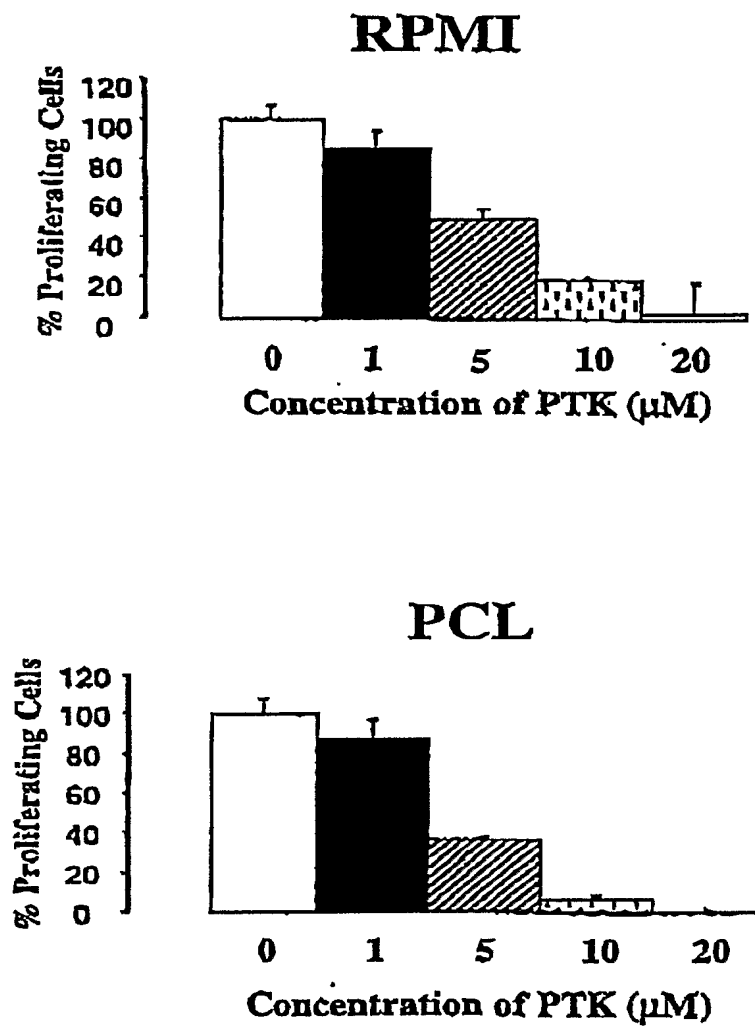 RPMI
% Proliferating Cells
120
100
80
60
40
20
0
0 1 5 10 20
Concentration of PTK (µM)
PCL
% Proliferating Cells
120
100
80
60
40
20
0
0 1 5 10 20
Concentration of PTK (µM)